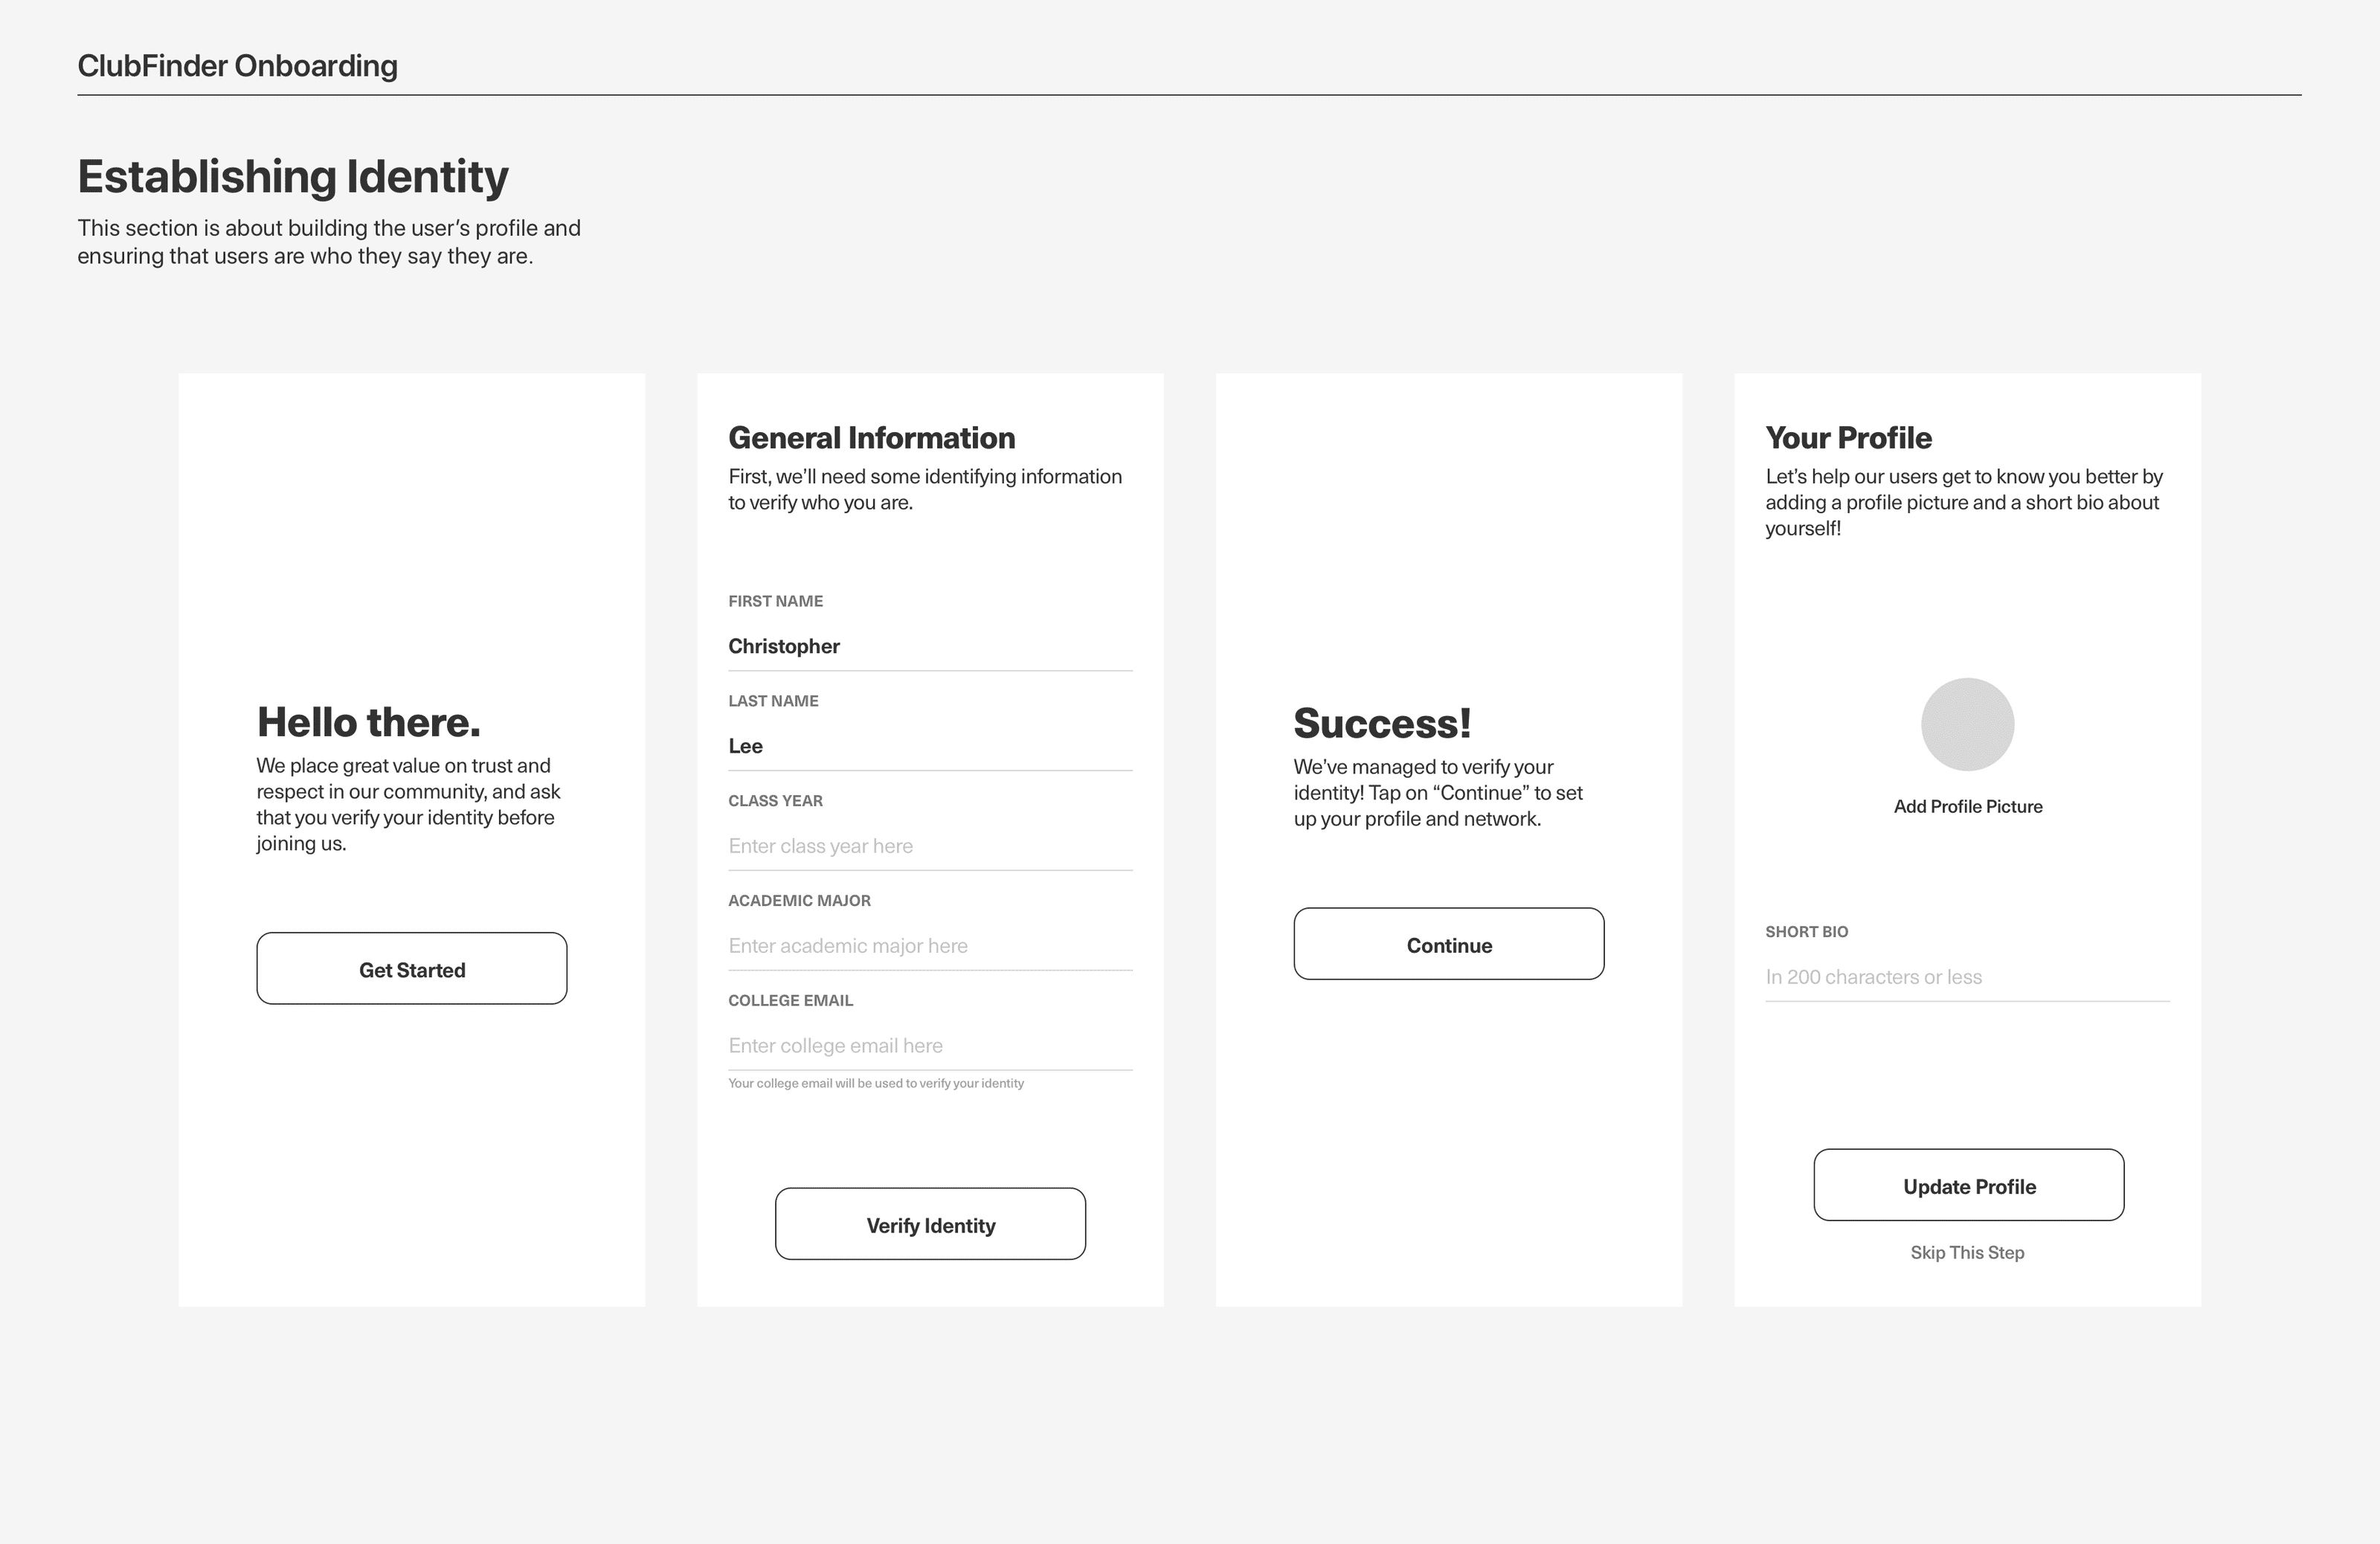 ClubFinder Onboarding
Establishing Identity
This section is about building the user’s profile and
ensuring that users are who they say they are.
Hello there.
We place great value on trust and
respect in our community, and ask
that you verify your identity before
joining us.
Get Started
General Information
First, we’ll need some identifying information
to verify who you are.
FIRST NAME
Christopher
LAST NAME
Lee
CLASS YEAR
Enter class year here
ACADEMIC MAJOR
Enter academic major here
COLLEGE EMAIL
Enter college email here
Your college email will be used to verify your identity
Verify Identity
Success!
We’ve managed to verify your
identity! Tap on “Continue” to set
up your profile and network.
Continue
Your Profile
Let’s help our users get to know you better by
adding a profile picture and a short bio about
yourself!
Add Profile Picture
SHORT BIO
In 200 characters or less
Update Profile
Skip This Step